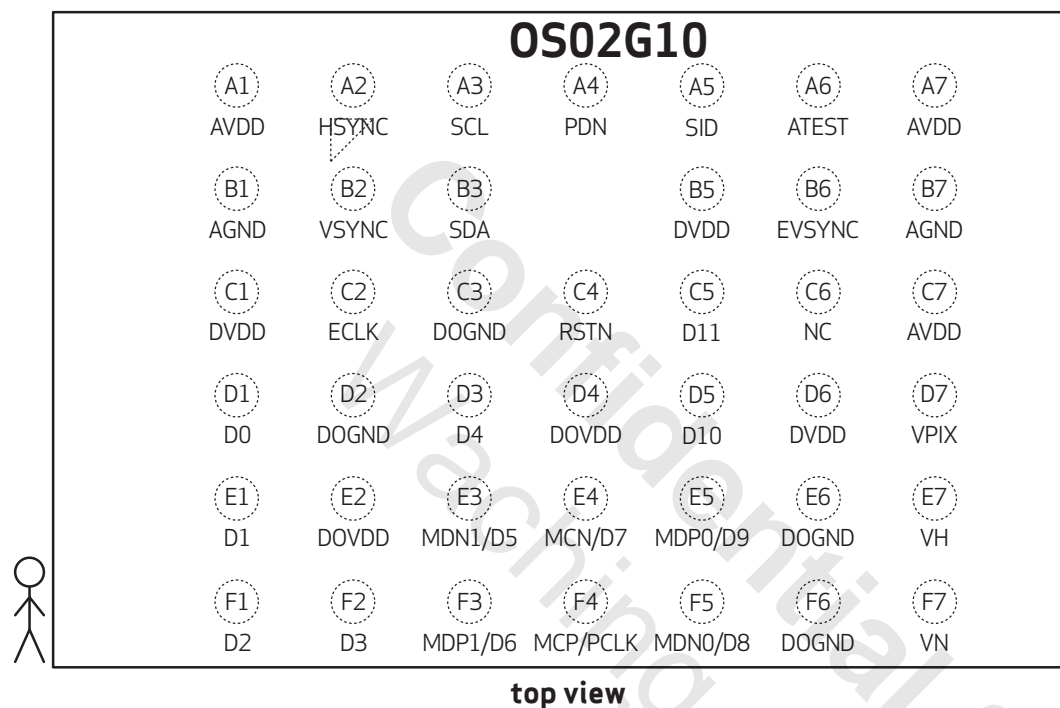 OS02G10
A1 A2 A3 A4 A5 A6 A7
AVDD HSYNC SCL PDN SID ATEST AVDD
B1 B2 B3 B5 B6 B7
AGND VSYNC SDA DVDD EVSYNC AGND
C1 C2 C3 C4 C5 C6 C7
DVDD ECLK DOGND RSTN D11 NC AVDD
D1 D2 D3 D4 D5 D6 D7
D0 DOGND D4 DOVDD D10 DVDD VPIX
E1 E2 E3 E4 E5 E6 E7
D1 DOVDD MDN1/D5 MCN/D7 MDP0/D9 DOGND VH
F1 F2 F3 F4 F5 F6 F7
D2 D3 MDP1/D6 MCP/PCLK MDN0/D8 DOGND VN
top view
Confidential
Waching